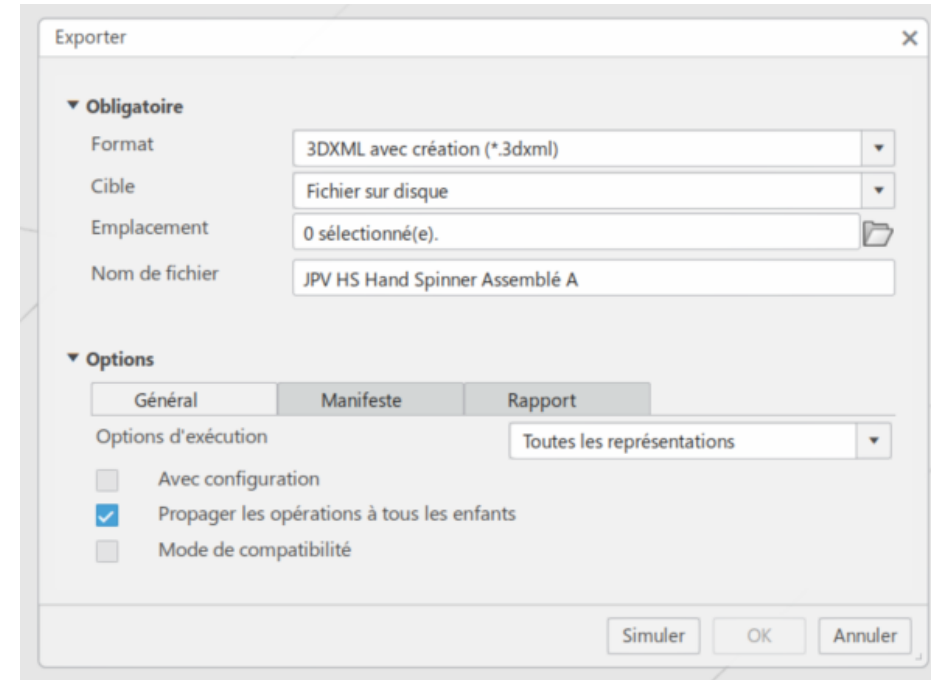 Exporter
Obligatoire
Format
3DXML avec création (*.3dxml)
Cible
Fichier sur disque
Emplacement
0 sélectionné(e).
Nom de fichier
JPV HS Hand Spinner Assemblé A
Options
Général Manifeste Rapport
Options d'exécution
Toutes les représentations
Avec configuration
Propager les opérations à tous les enfants
Mode de compatibilité
Simuler OK Annuler